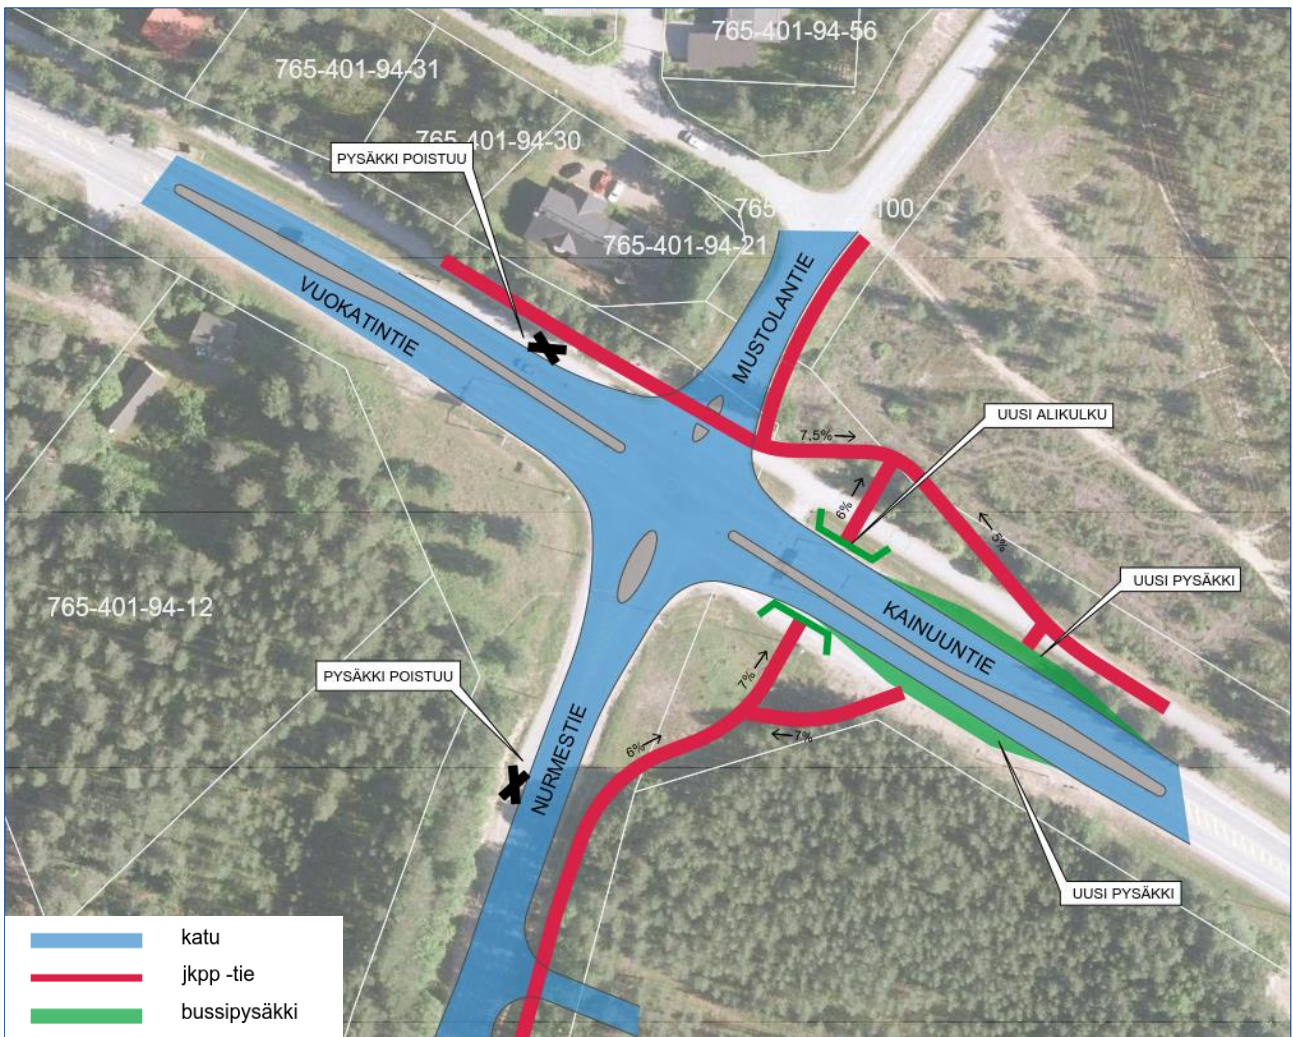 765-401-94-56
765-401-94-31
765-401-94-30
PYSÄKKI POISTUU
765
100
765-401-94-21
VUOKATINTIE
MUSTOLANTIE
UUSI ALIKULKU
7,5%
6%
5%
UUSI PYSÄKKI
765-401-94-12
KAINUUNTIE
PYSÄKKI POISTUU
7%
6%
7%
NURMESTIE
UUSI PYSÄKKI
katu
jkpp -tie
bussipysäkki